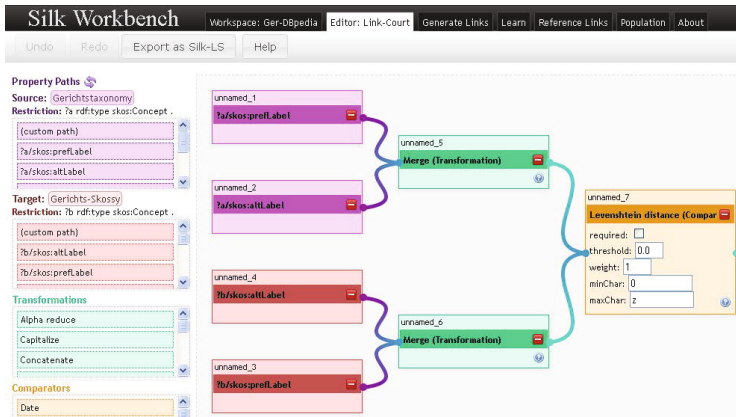 Silk Workbench
Workspace: Ger-DBpedia Editor: Link-Court Generate Links Learn Reference Links Population About
Undo Redo Export as Silk-LS Help
Property Paths
Source: Gerichtstaxonomy
Restriction: ?a rdf:type skos:Concept .
(custom path)
?a/skos:prefLabel
?a/skos:altLabel
Target: Gerichts-Skossy
Restriction: ?b rdf:type skos:Concept .
(custom path)
?b/skos:altLabel
?b/skos:prefLabel
Transformations
Alpha reduce
Capitalize
Concatenate
Comparators
Date
unnamed_1
?a/skos:prefLabel
unnamed_2
?a/skos:altLabel
unnamed_4
?b/skos:altLabel
unnamed_3
?b/skos:prefLabel
unnamed_5
Merge (Transformation)
unnamed_6
Merge (Transformation)
unnamed_7
Levenshtein distance (Compar
required:
threshold: 0.0
weight: 1
minChar: 0
maxChar: z